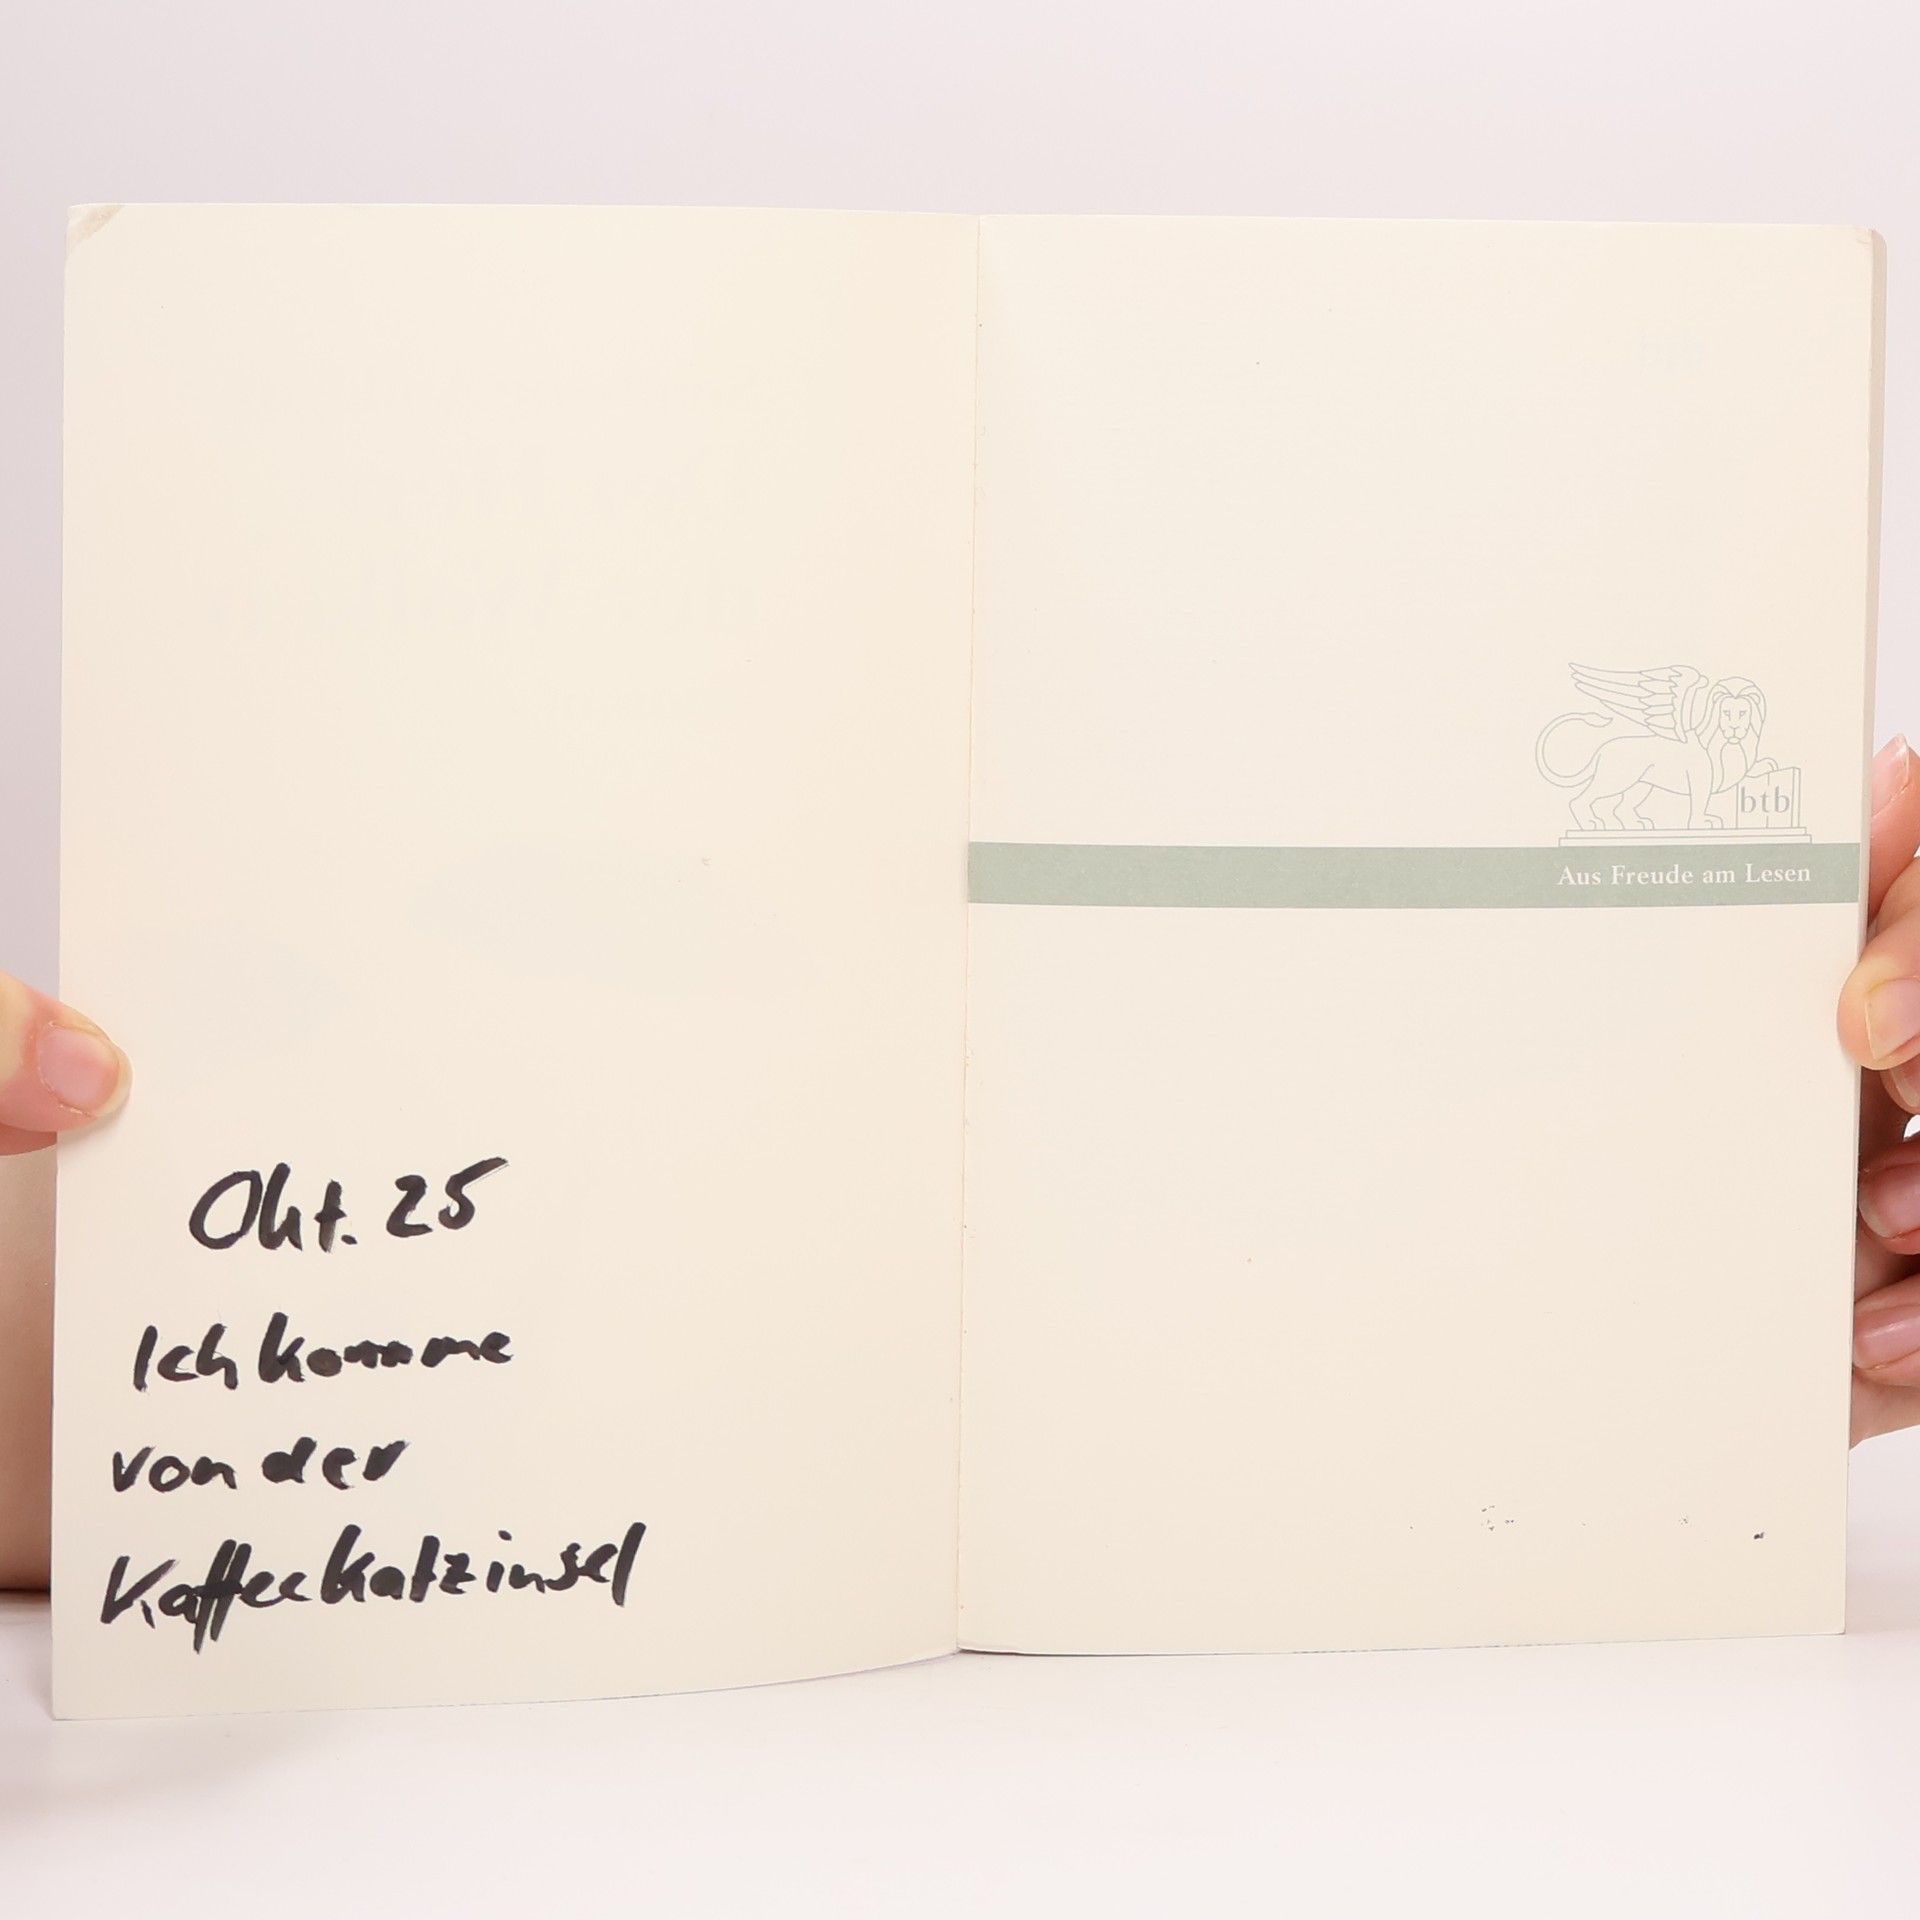 Okt. 25
Ich komme
von der
Kaffeekatzinsel
btb
Aus Freude am Lesen